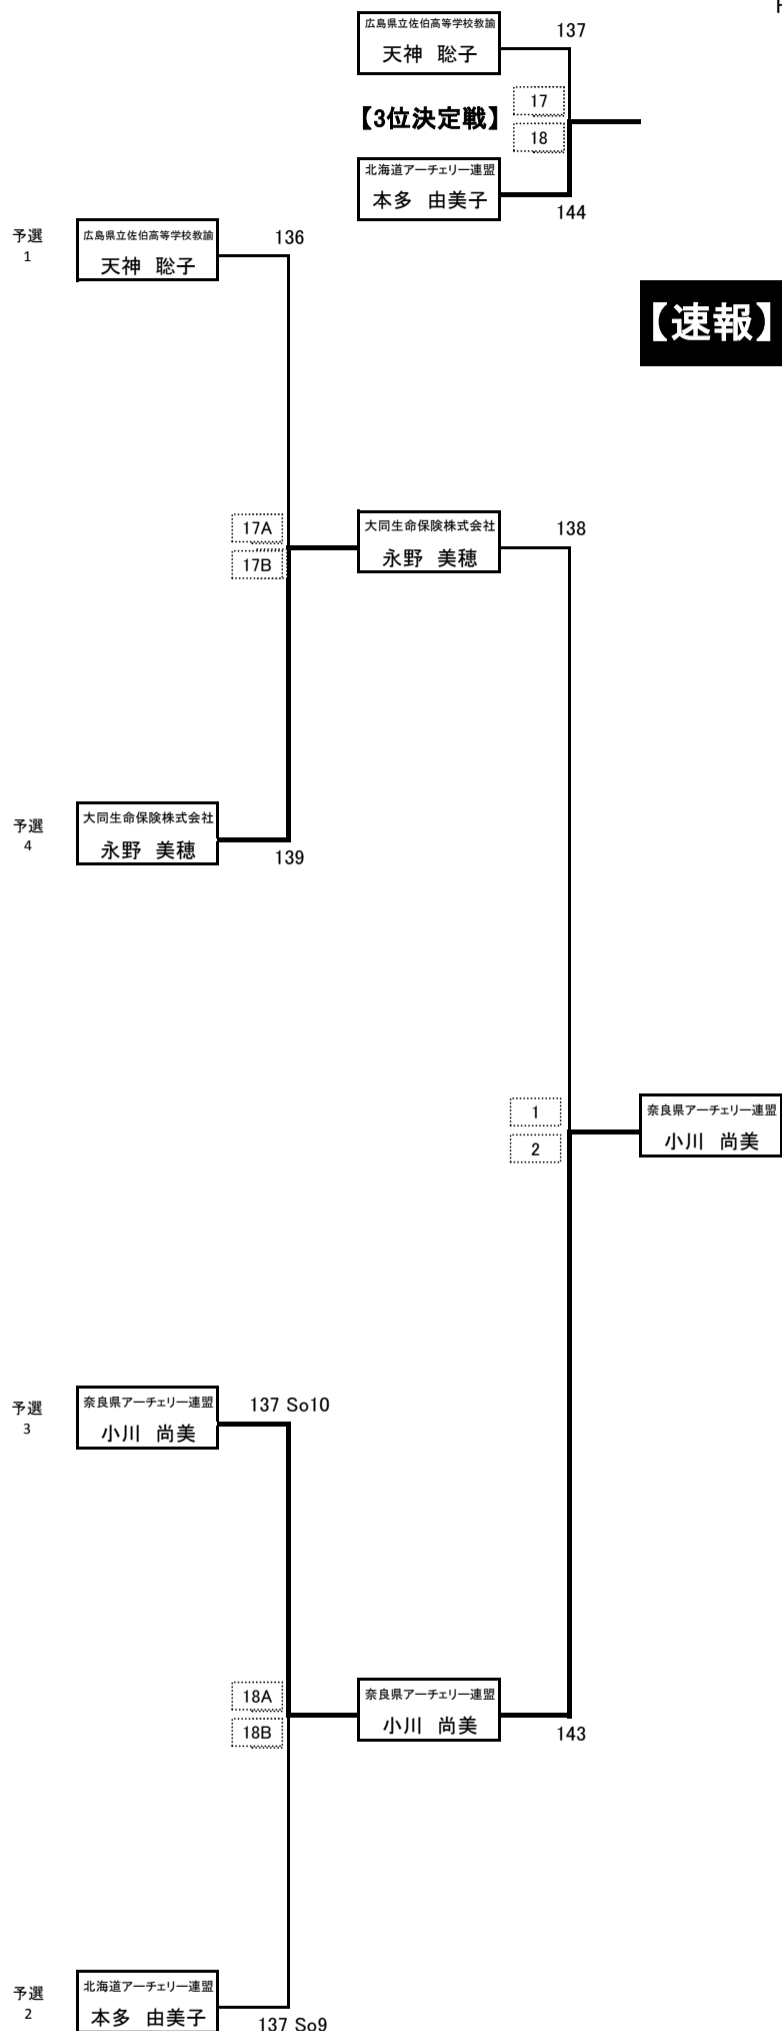 広島県立佐伯高等学校教諭
天神 聡子
137
【3位決定戦】
17
18
北海道アーチェリー連盟
本多 由美子
144
予選
1
広島県立佐伯高等学校教諭
天神 聡子
136
【速報】
17A
17B
大同生命保険株式会社
永野 美穂
138
予選
4
大同生命保険株式会社
永野 美穂
139
1
2
奈良県アーチェリー連盟
小川 尚美
予選
3
奈良県アーチェリー連盟
小川 尚美
137 So10
18A
18B
奈良県アーチェリー連盟
小川 尚美
143
予選
2
北海道アーチェリー連盟
本多 由美子
137 So9